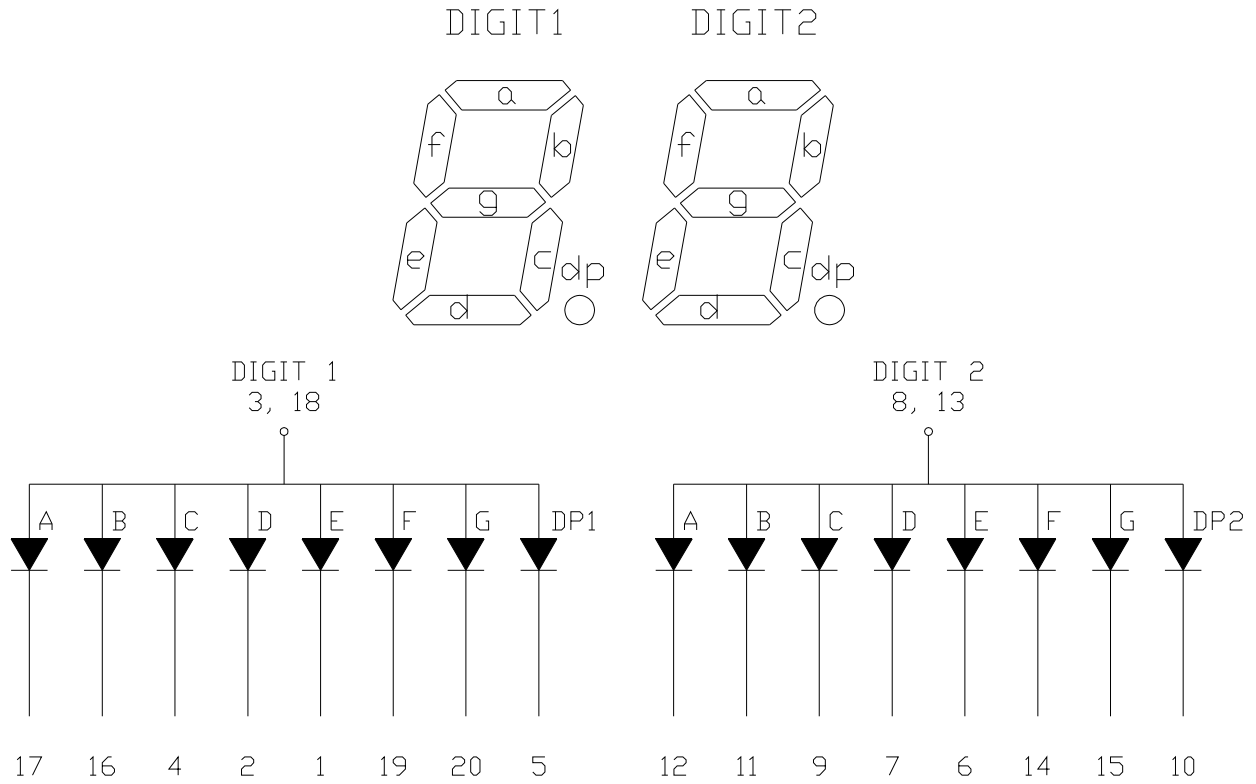 DIGIT1 DIGIT2
a a
f b f b
g g
e c dp e c dp
d d
DIGIT 1 DIGIT 2
3, 18 8, 13
A B C D E F G DP1 A B C D E F G DP2
17 16 4 2 1 19 20 5 12 11 9 7 6 14 15 10